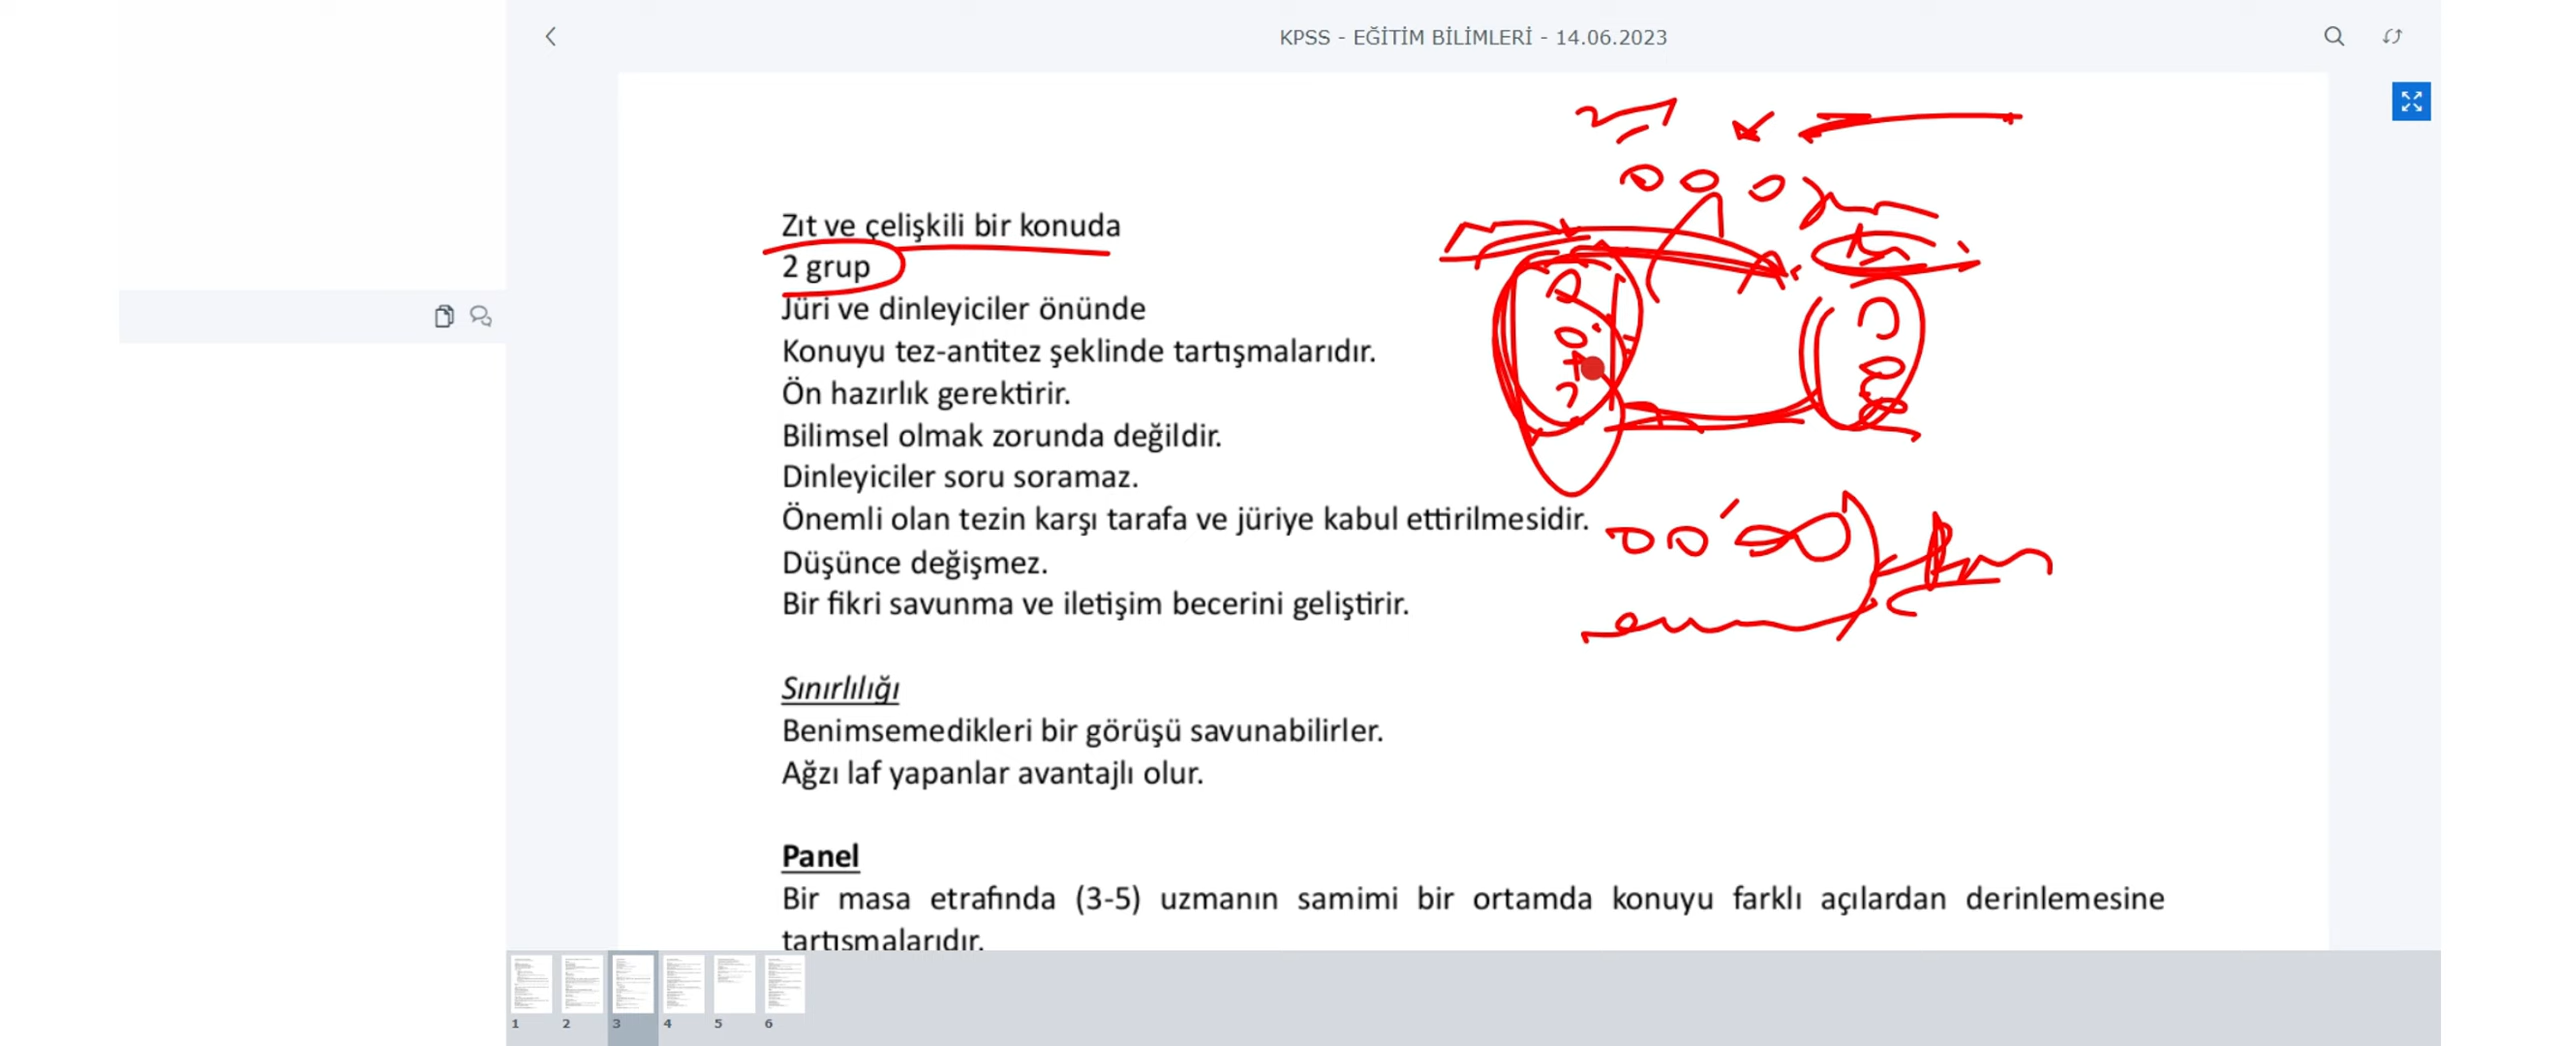 KPSS - EĞİTİM BİLİMLERİ - 14.06.2023
Zıt ve çelişkili bir konuda
2 grup
Jüri ve dinleyiciler önünde
Konuyu tez-antitez şeklinde tartışmalarıdır.
Ön hazırlık gerektirir.
Bilimsel olmak zorunda değildir.
Dinleyiciler soru soramaz.
Önemli olan tezin karşı tarafa ve jüriye kabul ettirilmesidir.
Düşünce değişmez.
Bir fikri savunma ve iletişim becerini geliştirir.
Sınırlılığı
Benimsemedikleri bir görüşü savunabilirler.
Ağzı laf yapanlar avantajlı olur.
Panel
Bir masa etrafında (3-5) uzmanın samimi bir ortamda konuyu farklı açılardan derinlemesine
tartışmalarıdır.
1 2 3 4 5 6